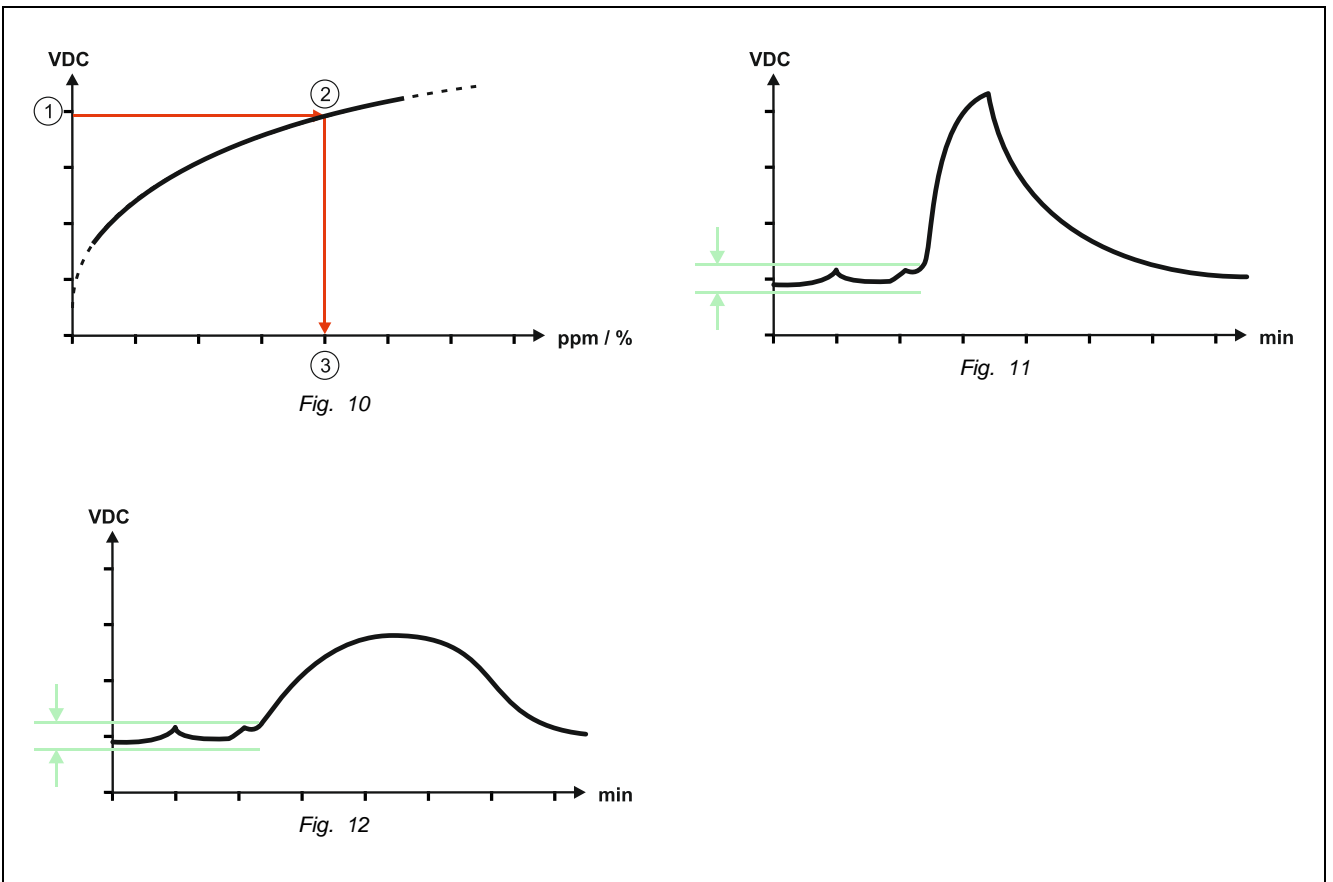 VDC
①
②
ppm / %
③
Fig. 10
VDC
min
Fig. 11
VDC
min
Fig. 12